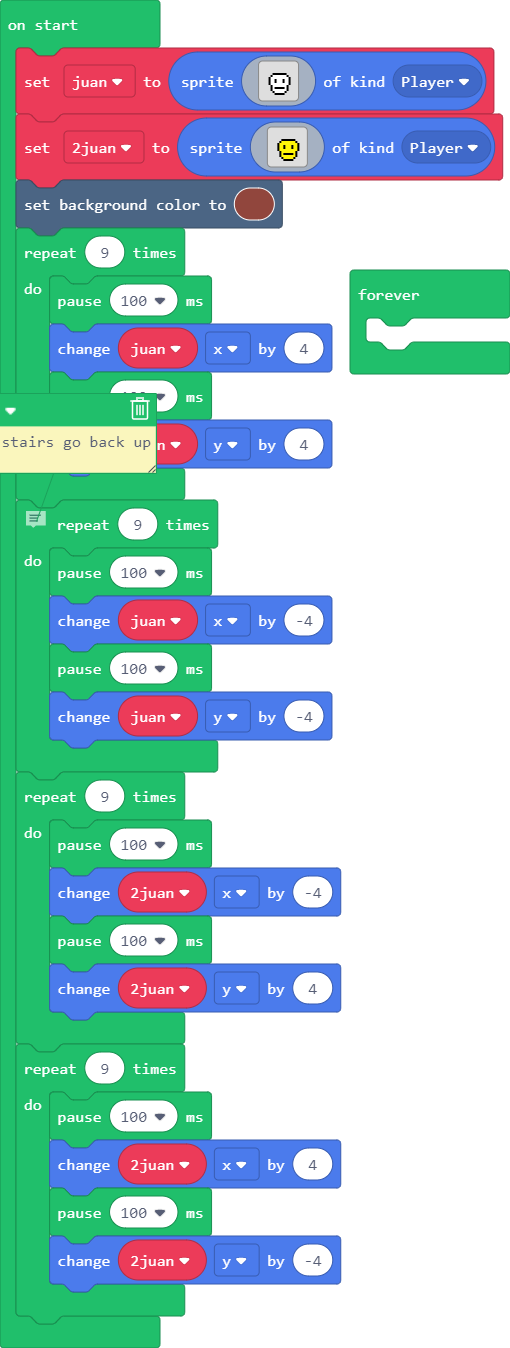 on start
set juan to sprite of kind Player
set 2juan to sprite of kind Player
set background color to
repeat 9 times
do
pause 100 ms
forever
change juan x by 4
stairs go back up
y by 4
repeat 9 times
do
pause 100 ms
change juan x by -4
pause 100 ms
change juan y by -4
repeat 9 times
do
pause 100 ms
change 2juan x by -4
pause 100 ms
change 2juan y by 4
repeat 9 times
do
pause 100 ms
change 2juan x by 4
pause 100 ms
change 2juan y by -4